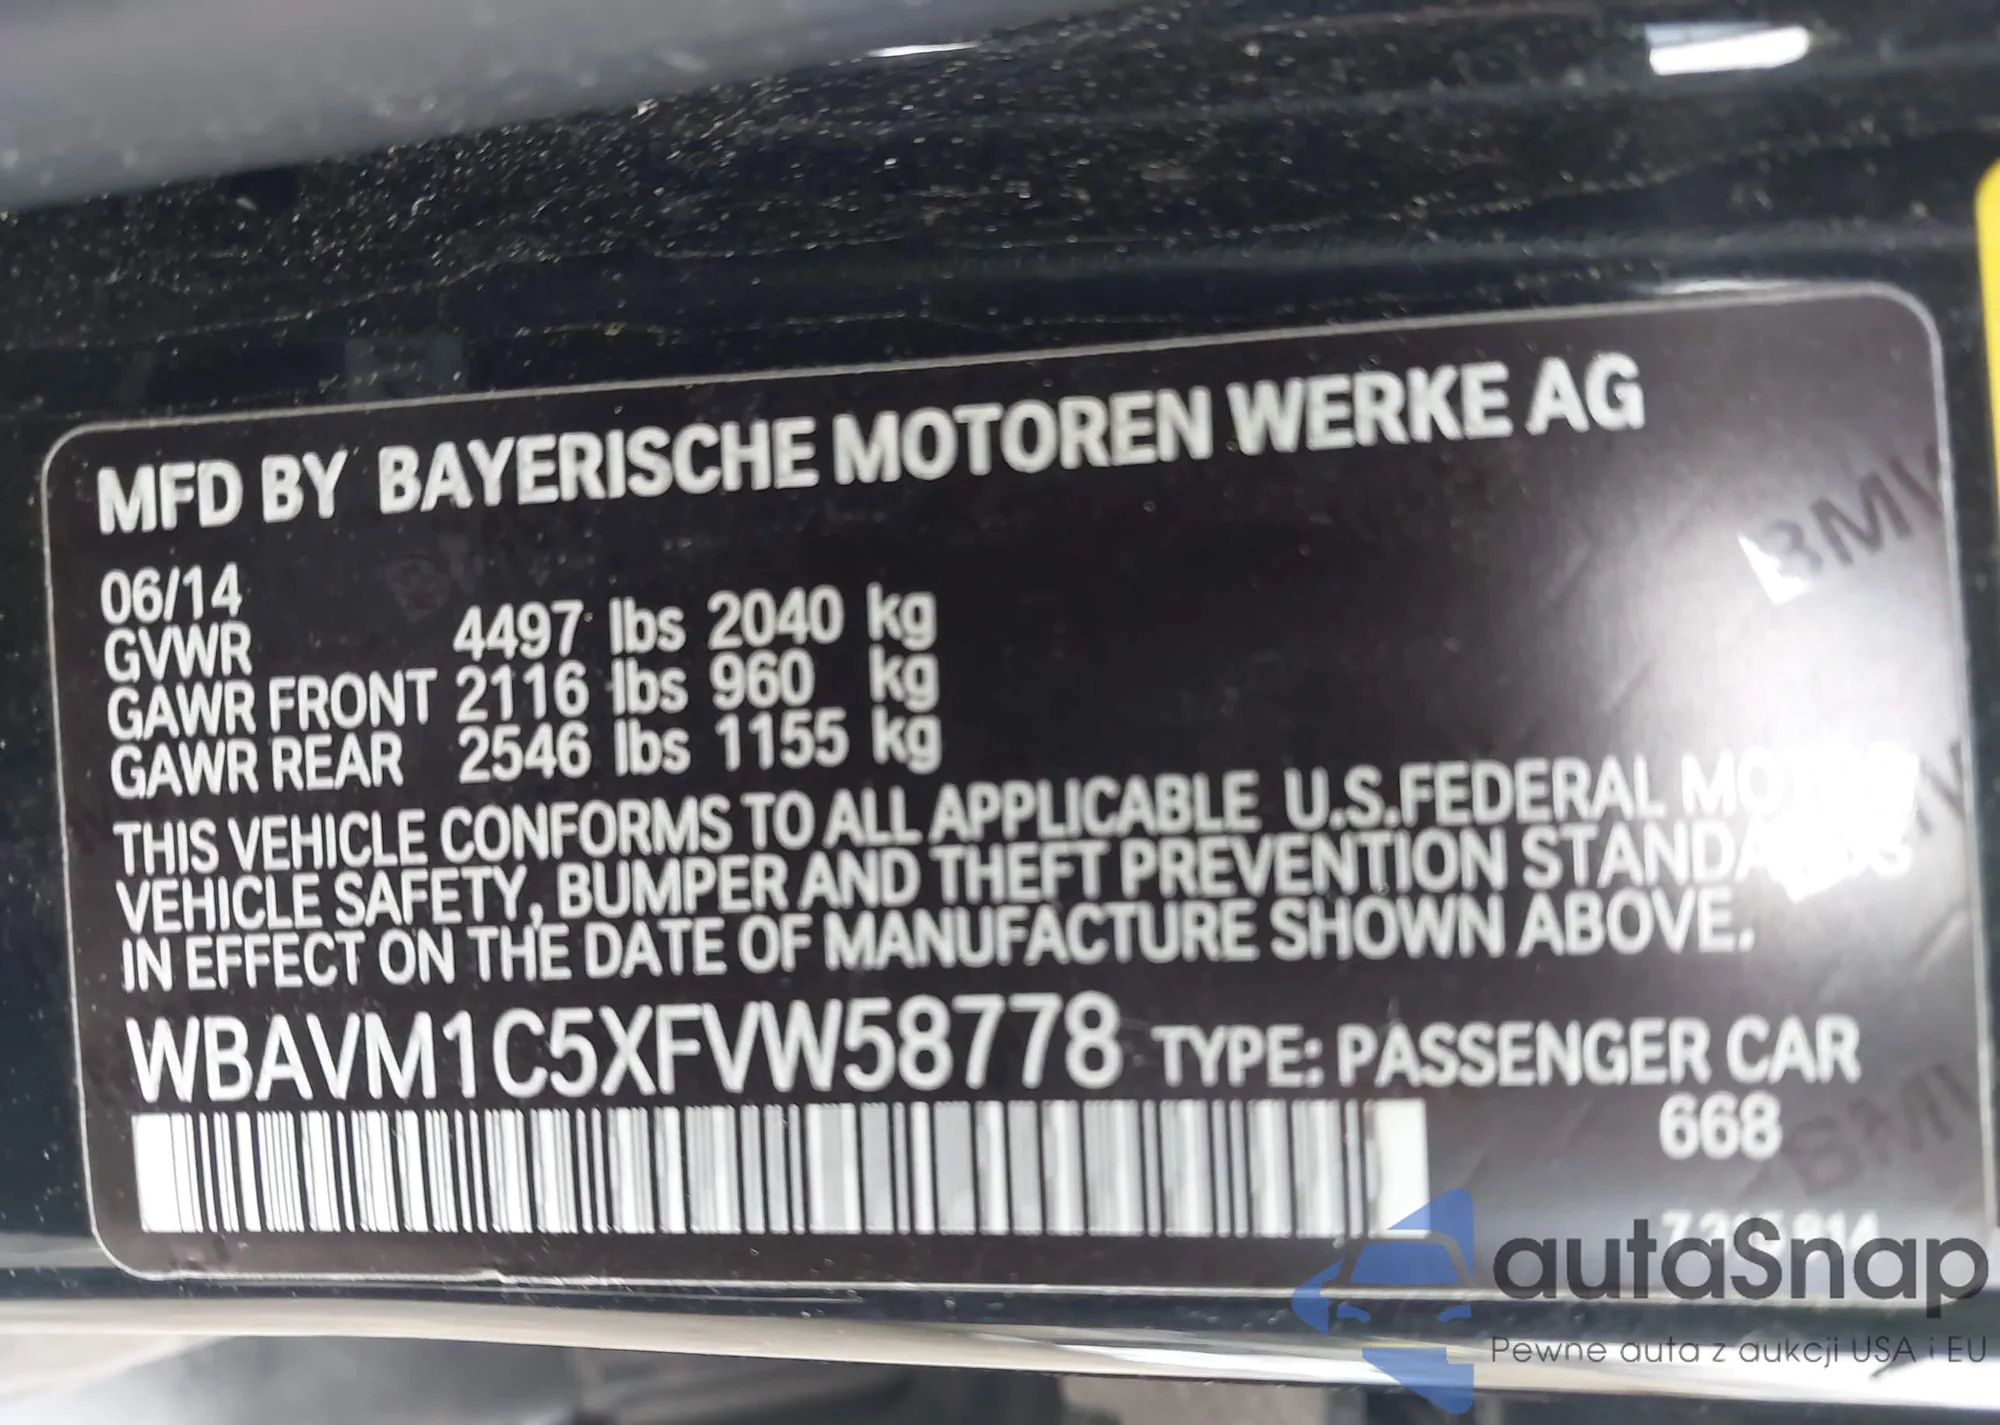 MFD BY BAYERISCHE MOTOREN WERKE AG
06/14
GVWR 4497 lbs 2040 kg
GAWR FRONT 2116 lbs 960 kg
GAWR REAR 2546 lbs 1155 kg
THIS VEHICLE CONFORMS TO ALL APPLICABLE U.S.FEDERAL MOTOR
VEHICLE SAFETY, BUMPER AND THEFT PREVENTION STANDARDS
IN EFFECT ON THE DATE OF MANUFACTURE SHOWN ABOVE.
WBAVM1C5XFVW58778 TYPE: PASSENGER CAR
668
autaSnap
Pewne auta z aukcji USA i EU